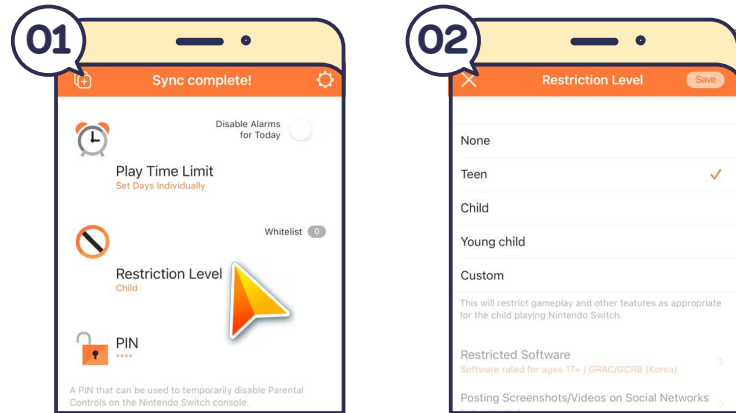 01
Sync complete!
Disable Alarms
for Today
Play Time Limit
Set Days Individually
Whitelist 0
Restriction Level
Child
PIN
****
A PIN that can be used to temporarily disable Parental
Controls on the Nintendo Switch console.
02
Restriction Level
Save
None
Teen
Child
Young child
Custom
This will restrict gameplay and other features as appropriate
for the child playing Nintendo Switch.
Restricted Software
Software rated for ages 17+ / GRAC/GCRB (Korea)
Posting Screenshots/Videos on Social Networks